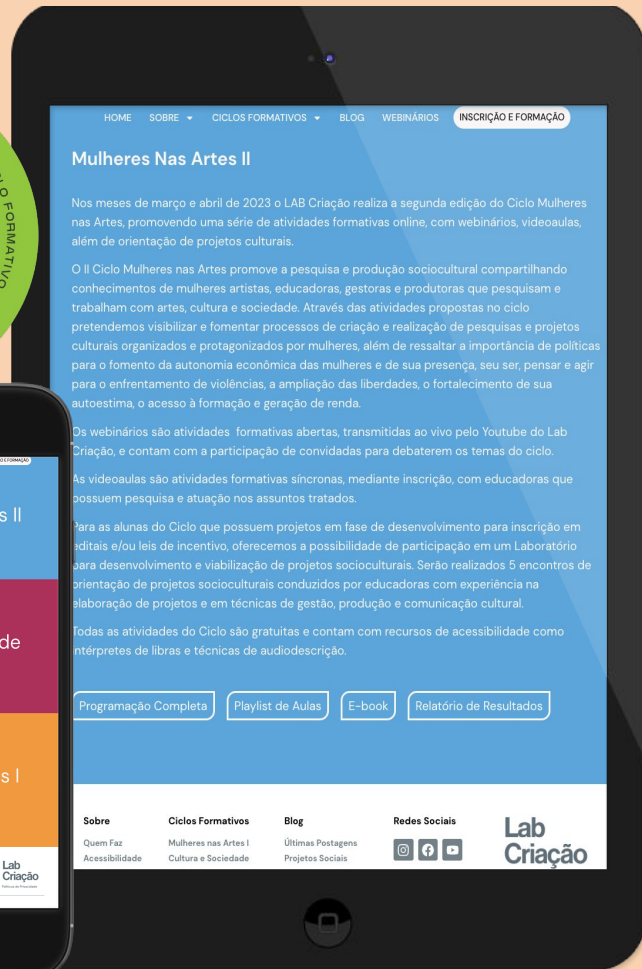 CLO FORMATIVO
HOME SOBRE CICLOS FORMATIVOS BLOG WEBINÁRIOS INSCRIÇÃO E FORMAÇÃO
Mulheres Nas Artes II
Nos meses de março e abril de 2023 o LAB Criação realiza a segunda edição do Ciclo Mulheres
nas Artes, promovendo uma série de atividades formativas online, com webinários, videoaulas,
além de orientação de projetos culturais.
O II Ciclo Mulheres nas Artes promove a pesquisa e produção sociocultural compartilhando
conhecimentos de mulheres artistas, educadoras, gestoras e produtoras que pesquisam e
trabalham com artes, cultura e sociedade. Através das atividades propostas no ciclo
pretendemos visibilizar e fomentar processos de criação e realização de pesquisas e projetos
culturais organizados e protagonizados por mulheres, além de ressaltar a importância de políticas
para o fomento da autonomia econômica das mulheres e de sua presença, seu ser, pensar e agir
para o enfrentamento de violências, a ampliação das liberdades, o fortalecimento de sua
autoestima, o acesso à formação e geração de renda.
Os webinários são atividades formativas abertas, transmitidas ao vivo pelo Youtube do Lab
Criação, e contam com a participação de convidadas para debaterem os temas do ciclo.
As videoaulas são atividades formativas síncronas, mediante inscrição, com educadoras que
possuem pesquisa e atuação nos assuntos tratados.
Para as alunas do Ciclo que possuem projetos em fase de desenvolvimento para inscrição em
editais e/ou leis de incentivo, oferecemos a possibilidade de participação em um Laboratório
para desenvolvimento e viabilização de projetos socioculturais. Serão realizados 5 encontros de
orientação de projetos socioculturais conduzidos por educadoras com experiência na
elaboração de projetos e em técnicas de gestão, produção e comunicação cultural.
Todas as atividades do Ciclo são gratuitas e contam com recursos de acessibilidade como
intérpretes de libras e técnicas de audiodescrição.
Programação Completa Playlist de Aulas E-book Relatório de Resultados
Sobre Ciclos Formativos Blog Redes Sociais
Quem Faz Mulheres nas Artes I Últimas Postagens
Acessibilidade Cultura e Sociedade Projetos Sociais
Lab
Criação
s II
de
s I
Lab
Criação
Políticas de Privacidade